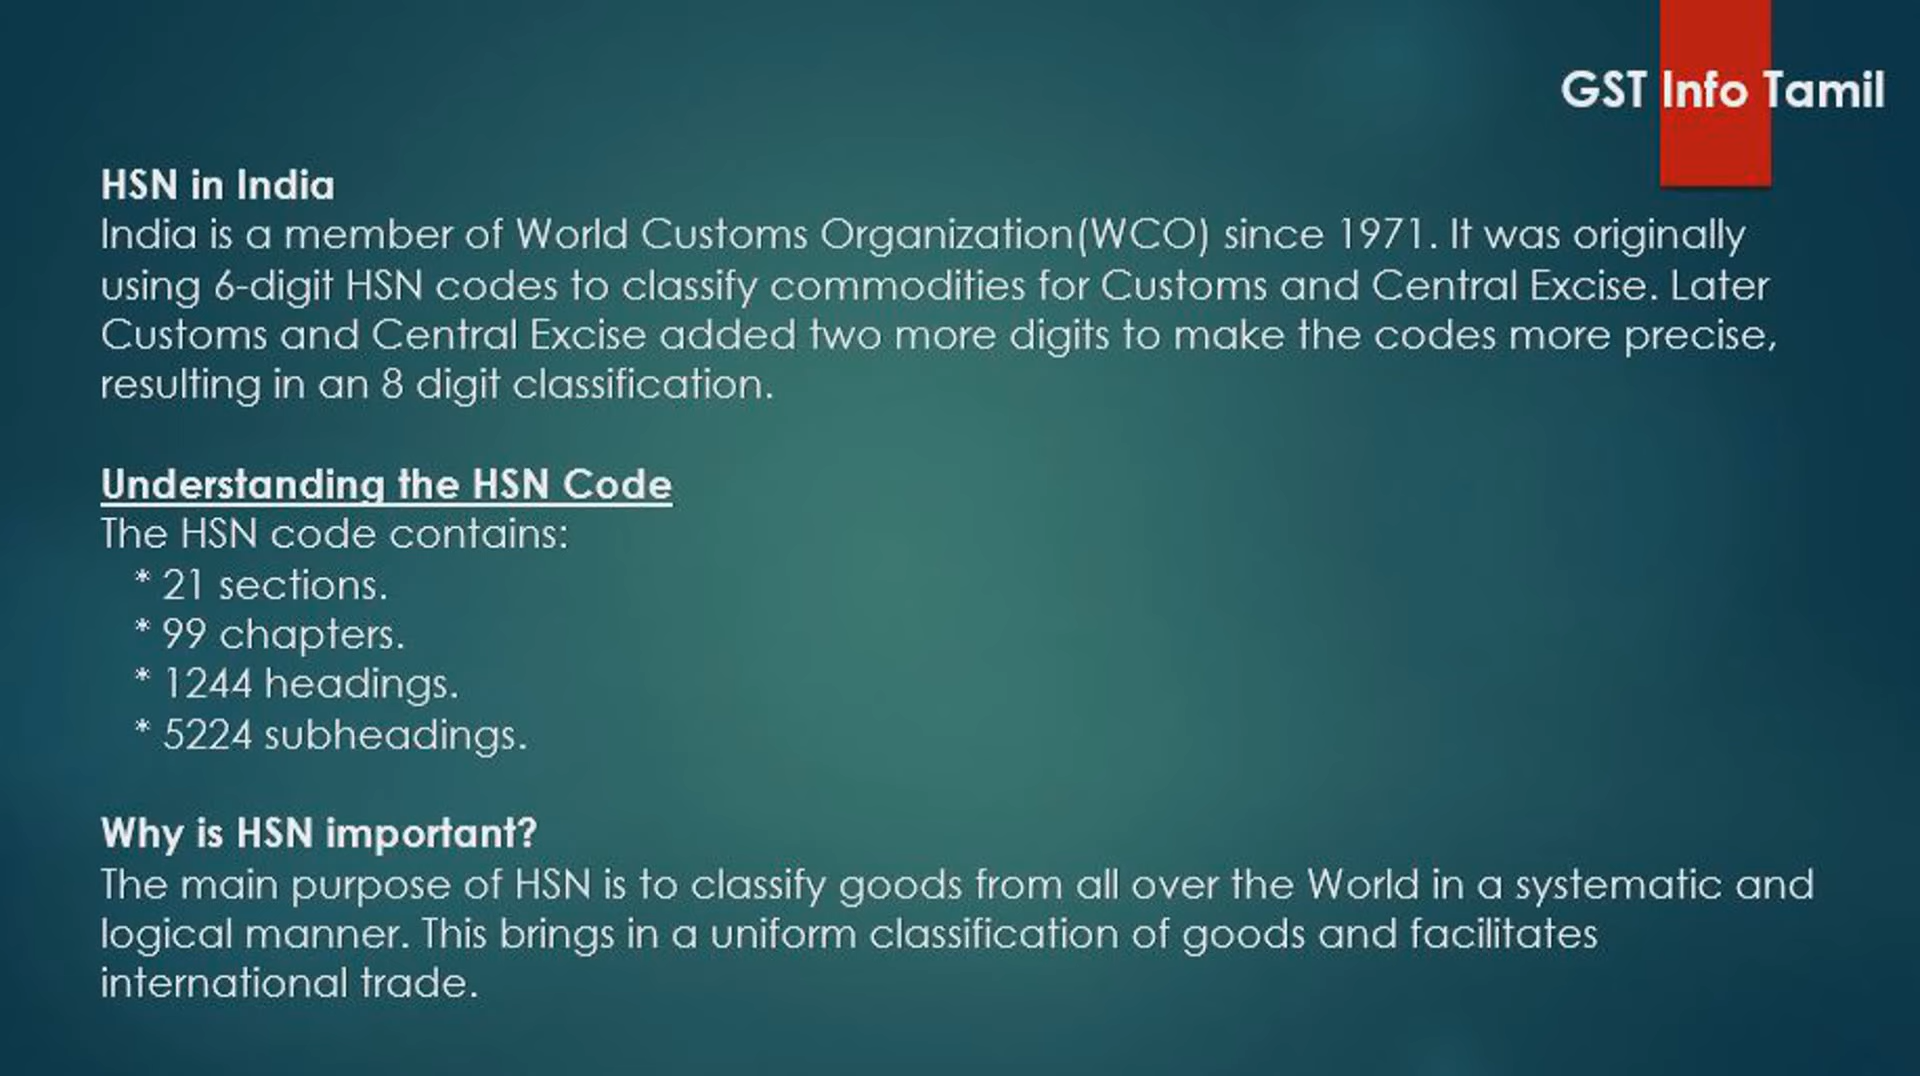 GST Info Tamil
HSN in India
India is a member of World Customs Organization(WCO) since 1971. It was originally
using 6-digit HSN codes to classify commodities for Customs and Central Excise. Later
Customs and Central Excise added two more digits to make the codes more precise,
resulting in an 8 digit classification.
Understanding the HSN Code
The HSN code contains:
* 21 sections.
* 99 chapters.
* 1244 headings.
* 5224 subheadings.
Why is HSN important?
The main purpose of HSN is to classify goods from all over the World in a systematic and
logical manner. This brings in a uniform classification of goods and facilitates
international trade.